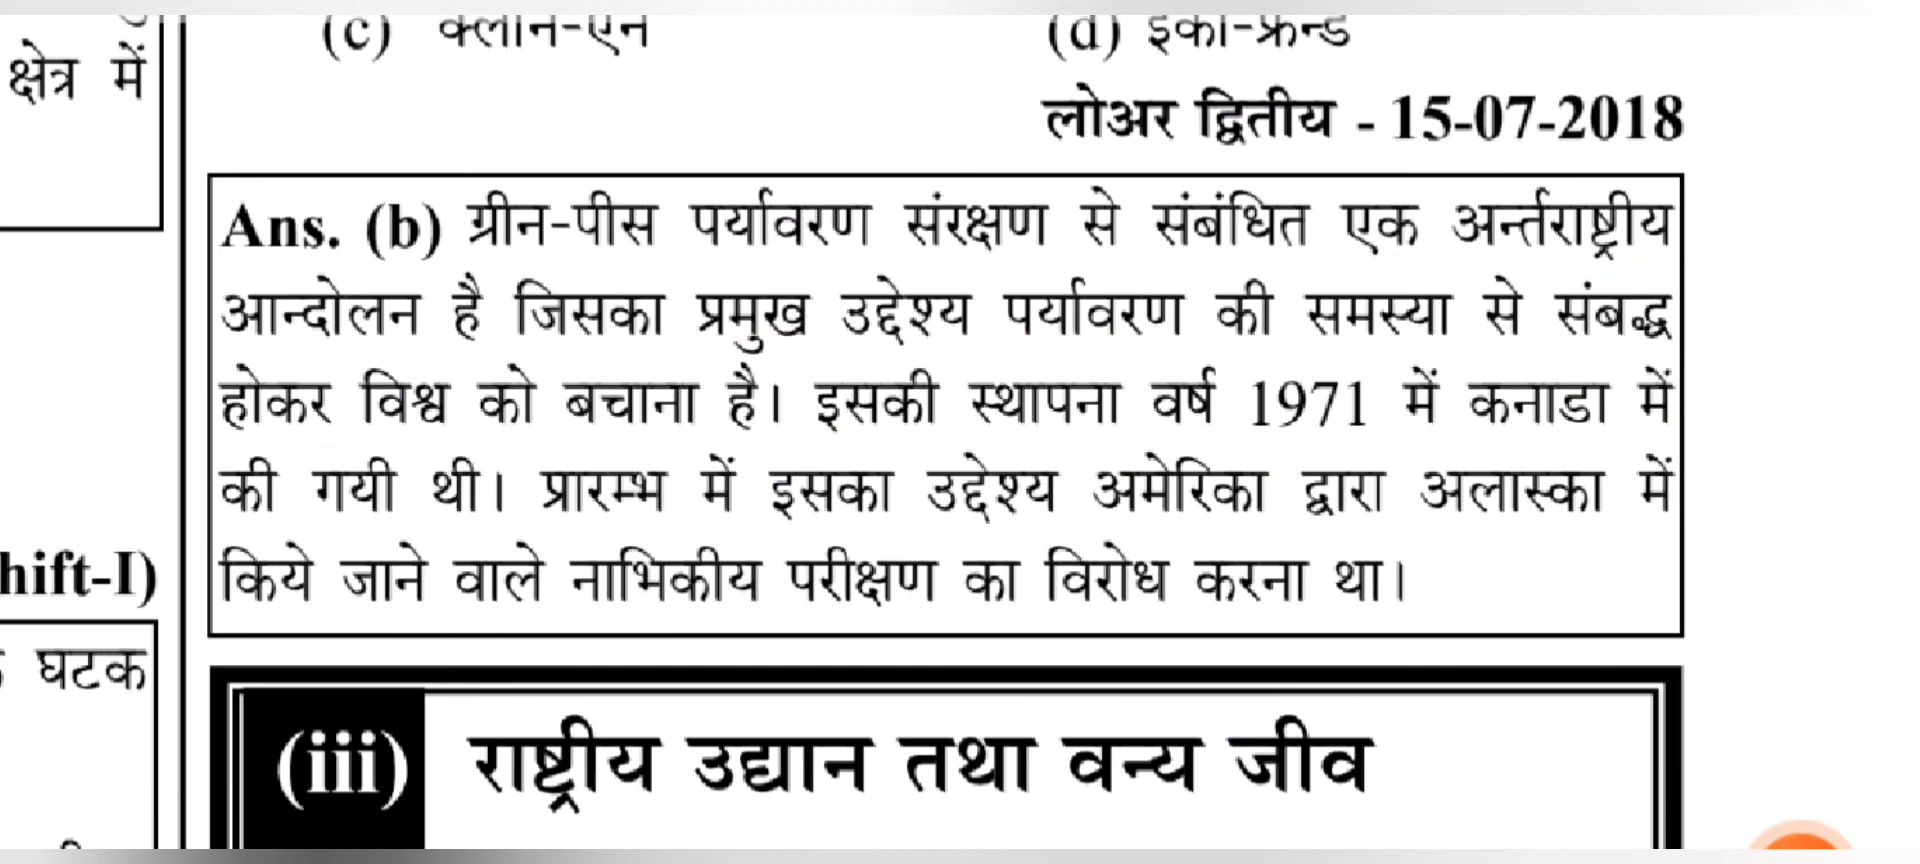 (c) क्लीन-एन
(d) इको-फ्रेन्ड
क्षेत्र में
लोअर द्वितीय - 15-07-2018
Ans. (b) ग्रीन-पीस पर्यावरण संरक्षण से संबंधित एक अर्न्तराष्ट्रीय
आन्दोलन है जिसका प्रमुख उद्देश्य पर्यावरण की समस्या से संबद्ध
होकर विश्व को बचाना है। इसकी स्थापना वर्ष 1971 में कनाडा में
की गयी थी। प्रारम्भ में इसका उद्देश्य अमेरिका द्वारा अलास्का में
किये जाने वाले नाभिकीय परीक्षण का विरोध करना था।
hift-I)
घटक
(iii) राष्ट्रीय उद्यान तथा वन्य जीव